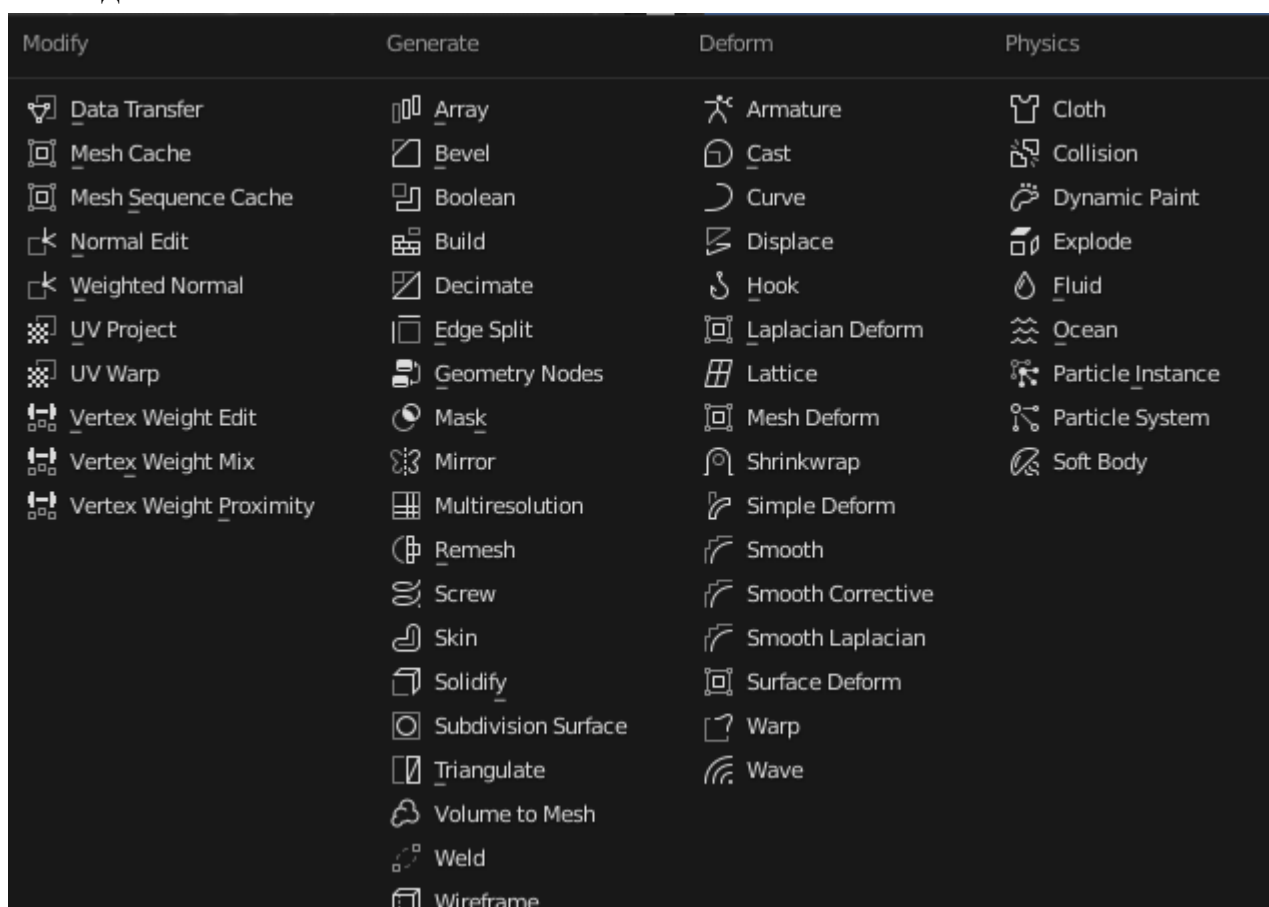 Modify
Generate
Deform
Physics
Data Transfer
Mesh Cache
Mesh Sequence Cache
Normal Edit
Weighted Normal
UV Project
UV Warp
Vertex Weight Edit
Vertex Weight Mix
Vertex Weight Proximity
Array
Bevel
Boolean
Build
Decimate
Edge Split
Geometry Nodes
Mask
Mirror
Multiresolution
Remesh
Screw
Skin
Solidify
Subdivision Surface
Triangulate
Volume to Mesh
Weld
Wireframe
Armature
Cast
Curve
Displace
Hook
Laplacian Deform
Lattice
Mesh Deform
Shrinkwrap
Simple Deform
Smooth
Smooth Corrective
Smooth Laplacian
Surface Deform
Warp
Wave
Cloth
Collision
Dynamic Paint
Explode
Fluid
Ocean
Particle Instance
Particle System
Soft Body